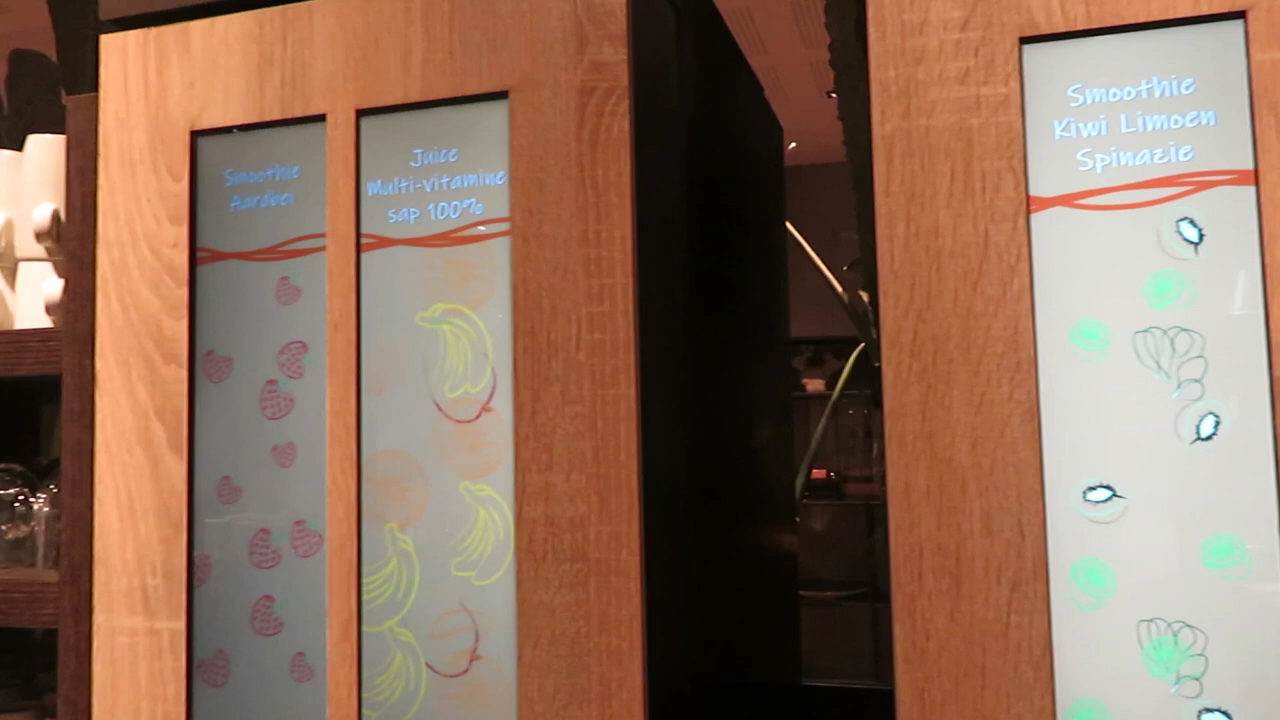 Smoothie
Aardbei
Juice
Multi-vitamine
sap 100%
Smoothie
Kiwi Limoen
Spinazie